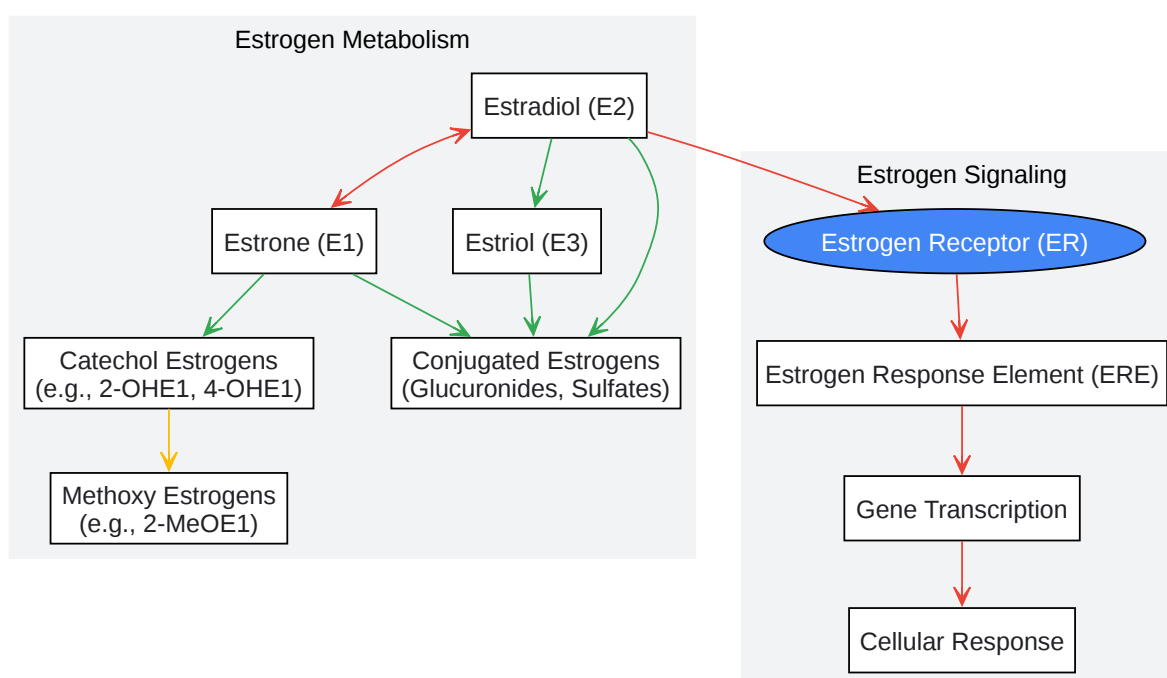 Estrogen Metabolism
Estradiol (E2)
Estrone (E1)
Estriol (E3)
Catechol Estrogens
(e.g., 2-OHE1, 4-OHE1)
Conjugated Estrogens
(Glucuronides, Sulfates)
Methoxy Estrogens
(e.g., 2-MeOE1)
Estrogen Signaling
Estrogen Receptor (ER)
Estrogen Response Element (ERE)
Gene Transcription
Cellular Response